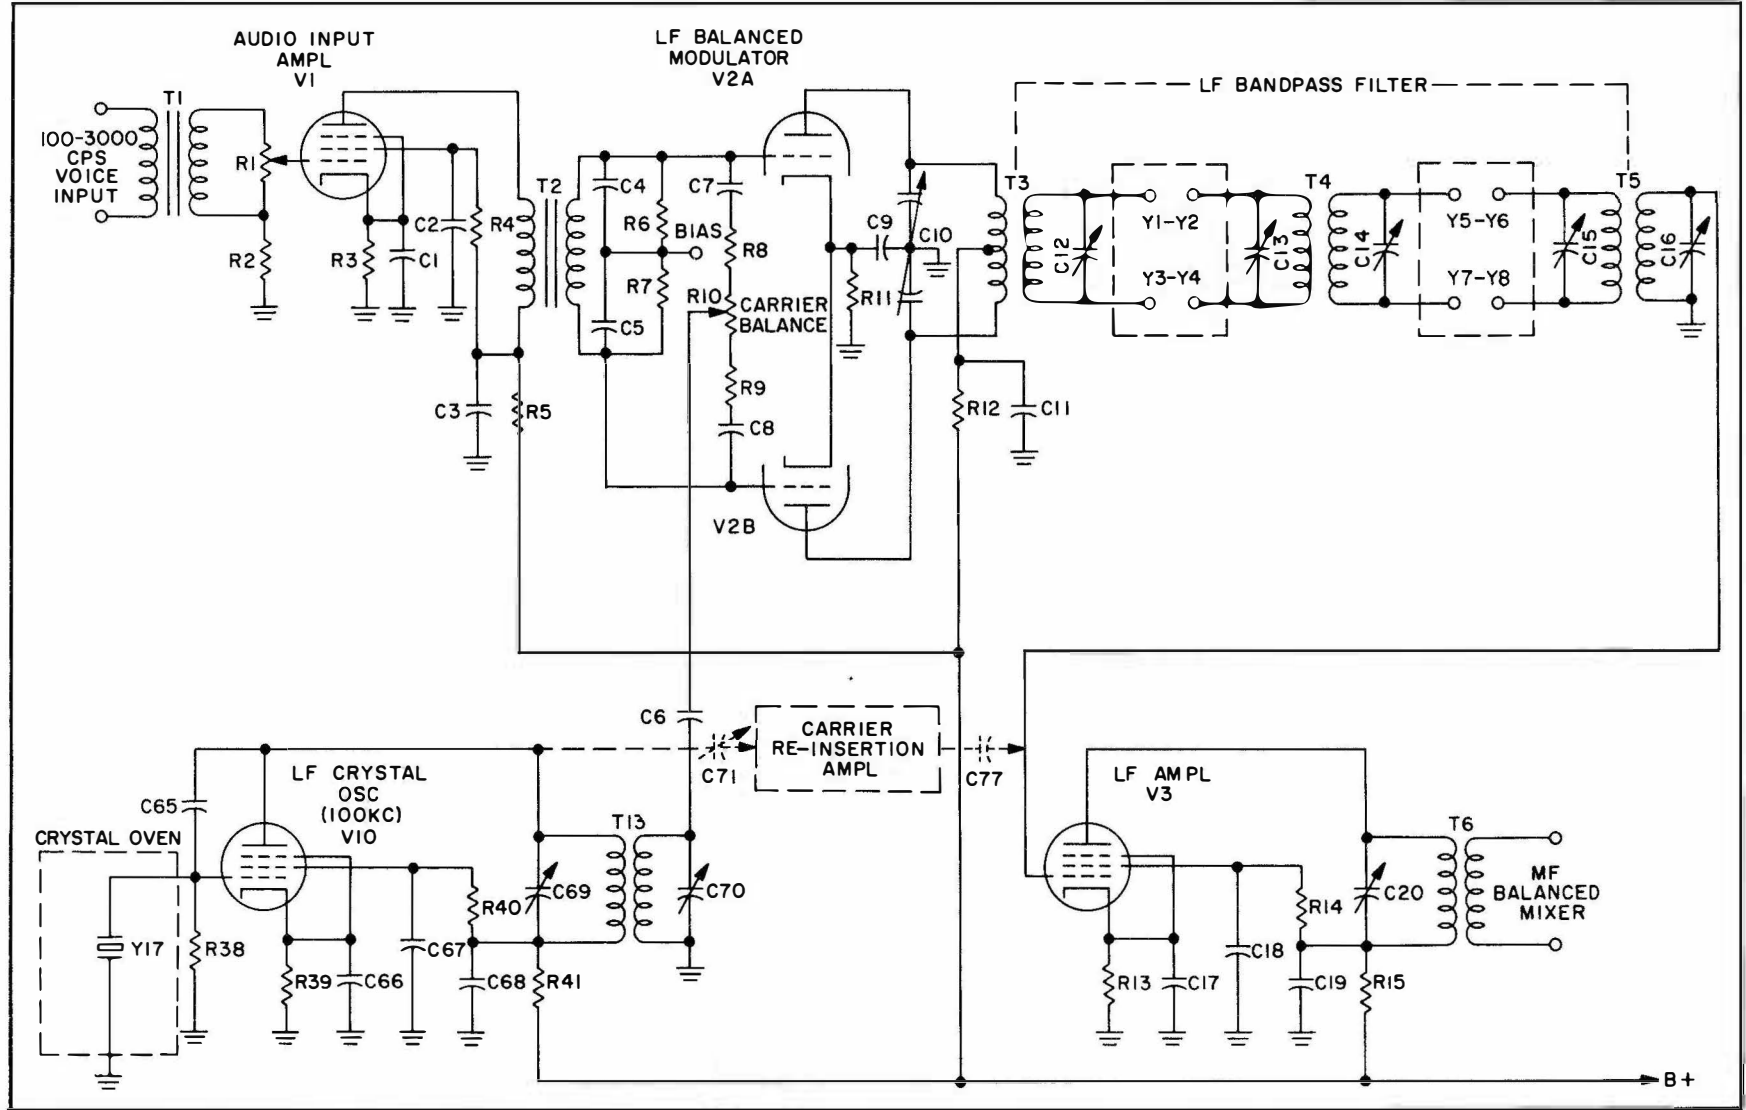 AUDIO INPUT
AMPL
V1
LF BALANCED
MODULATOR
V2A
LF BANDPASS FILTER
T1
100-3000
CPS
VOICE
INPUT
R1
R2
R3
C1
C2
R4
T2
C4
C7
R6
BIAS
R8
R7
R10
CARRIER
BALANCE
C5
R9
C8
V2B
C9
C10
R11
T3
C12
Y1-Y2
Y3-Y4
C13
T4
C14
Y5-Y6
Y7-Y8
C15
T5
C16
C3
R5
R12
C11
C6
CARRIER
RE-INSERTION
AMPL
C71
C77
LF CRYSTAL
OSC
(100KC)
V10
C65
CRYSTAL OVEN
Y17
R38
R39
C66
C67
R40
C68
C69
R41
T13
C70
LF AMPL
V3
R13
C17
C18
R14
C19
C20
R15
T6
MF
BALANCED
MIXER
B+